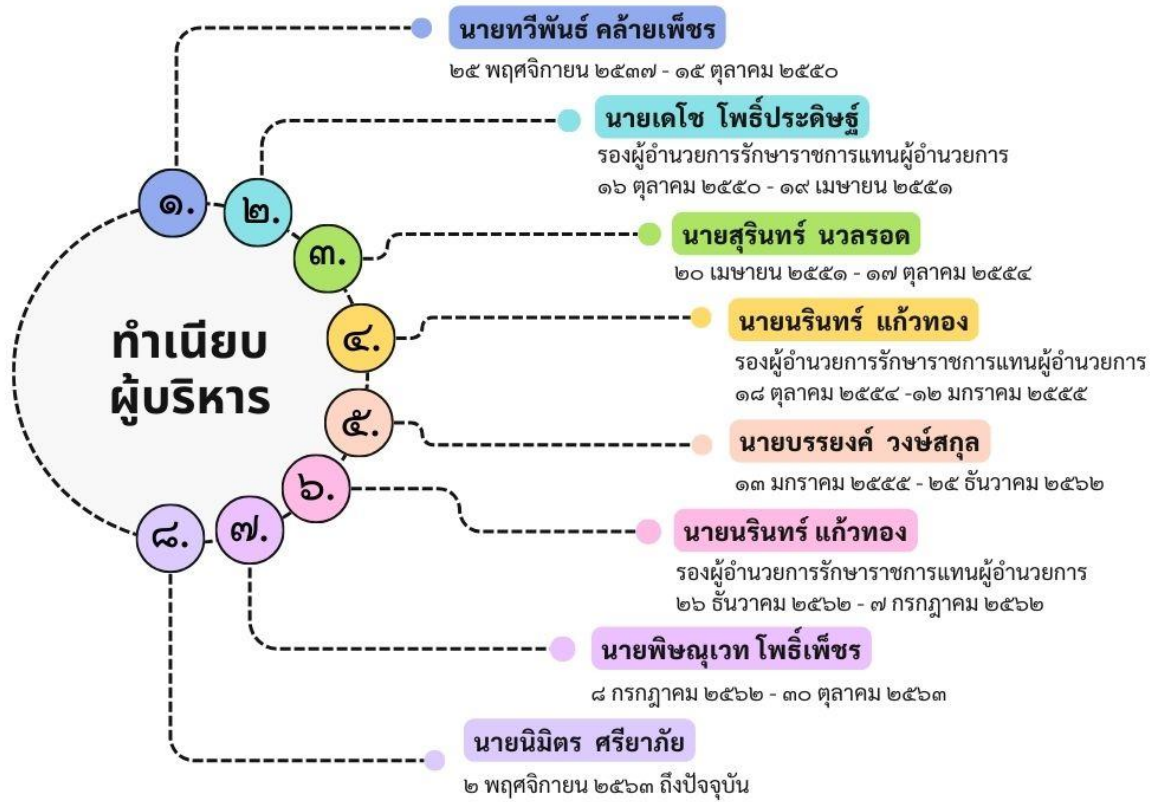 ทำเนียบ
ผู้บริหาร
๑.
นายทวีพันธ์ คล้ายเพ็ชร
๒๕ พฤศจิกายน ๒๕๓๗ - ๑๕ ตุลาคม ๒๕๕๐
๒.
นายเดโช โพธิ์ประดิษฐ์
รองผู้อำนวยการรักษาราชการแทนผู้อำนวยการ
๑๖ ตุลาคม ๒๕๕๐ - ๑๙ เมษายน ๒๕๕๑
๓.
นายสุรินทร์ นวลรอด
๒๐ เมษายน ๒๕๕๑ - ๑๗ ตุลาคม ๒๕๕๔
๔.
นายนรินทร์ แก้วทอง
รองผู้อำนวยการรักษาราชการแทนผู้อำนวยการ
๑๘ ตุลาคม ๒๕๕๔ -๑๒ มกราคม ๒๕๕๕
๕.
นายบรรยงค์ วงษ์สกุล
๑๓ มกราคม ๒๕๕๕ - ๒๕ ธันวาคม ๒๕๖๒
๖.
นายนรินทร์ แก้วทอง
รองผู้อำนวยการรักษาราชการแทนผู้อำนวยการ
๒๖ ธันวาคม ๒๕๖๒ - ๗ กรกฎาคม ๒๕๖๒
๗.
นายพิษณุเวท โพธิ์เพ็ชร
๘ กรกฎาคม ๒๕๖๒ - ๓๐ ตุลาคม ๒๕๖๓
๘.
นายนิมิตร ศรียาภัย
๒ พฤศจิกายน ๒๕๖๓ ถึงปัจจุบัน